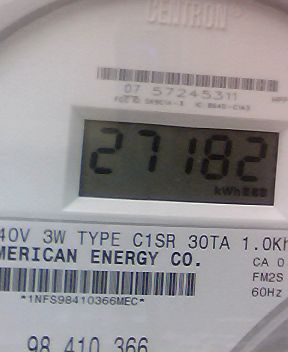 CENTRON®
07 57245311
27182
kWh
40V 3W TYPE C1SR 30TA 1.0Kh
MERICAN ENERGY CO.
CA 0
FM2S
60Hz
*1NFS98410366MEC*
98 410 366